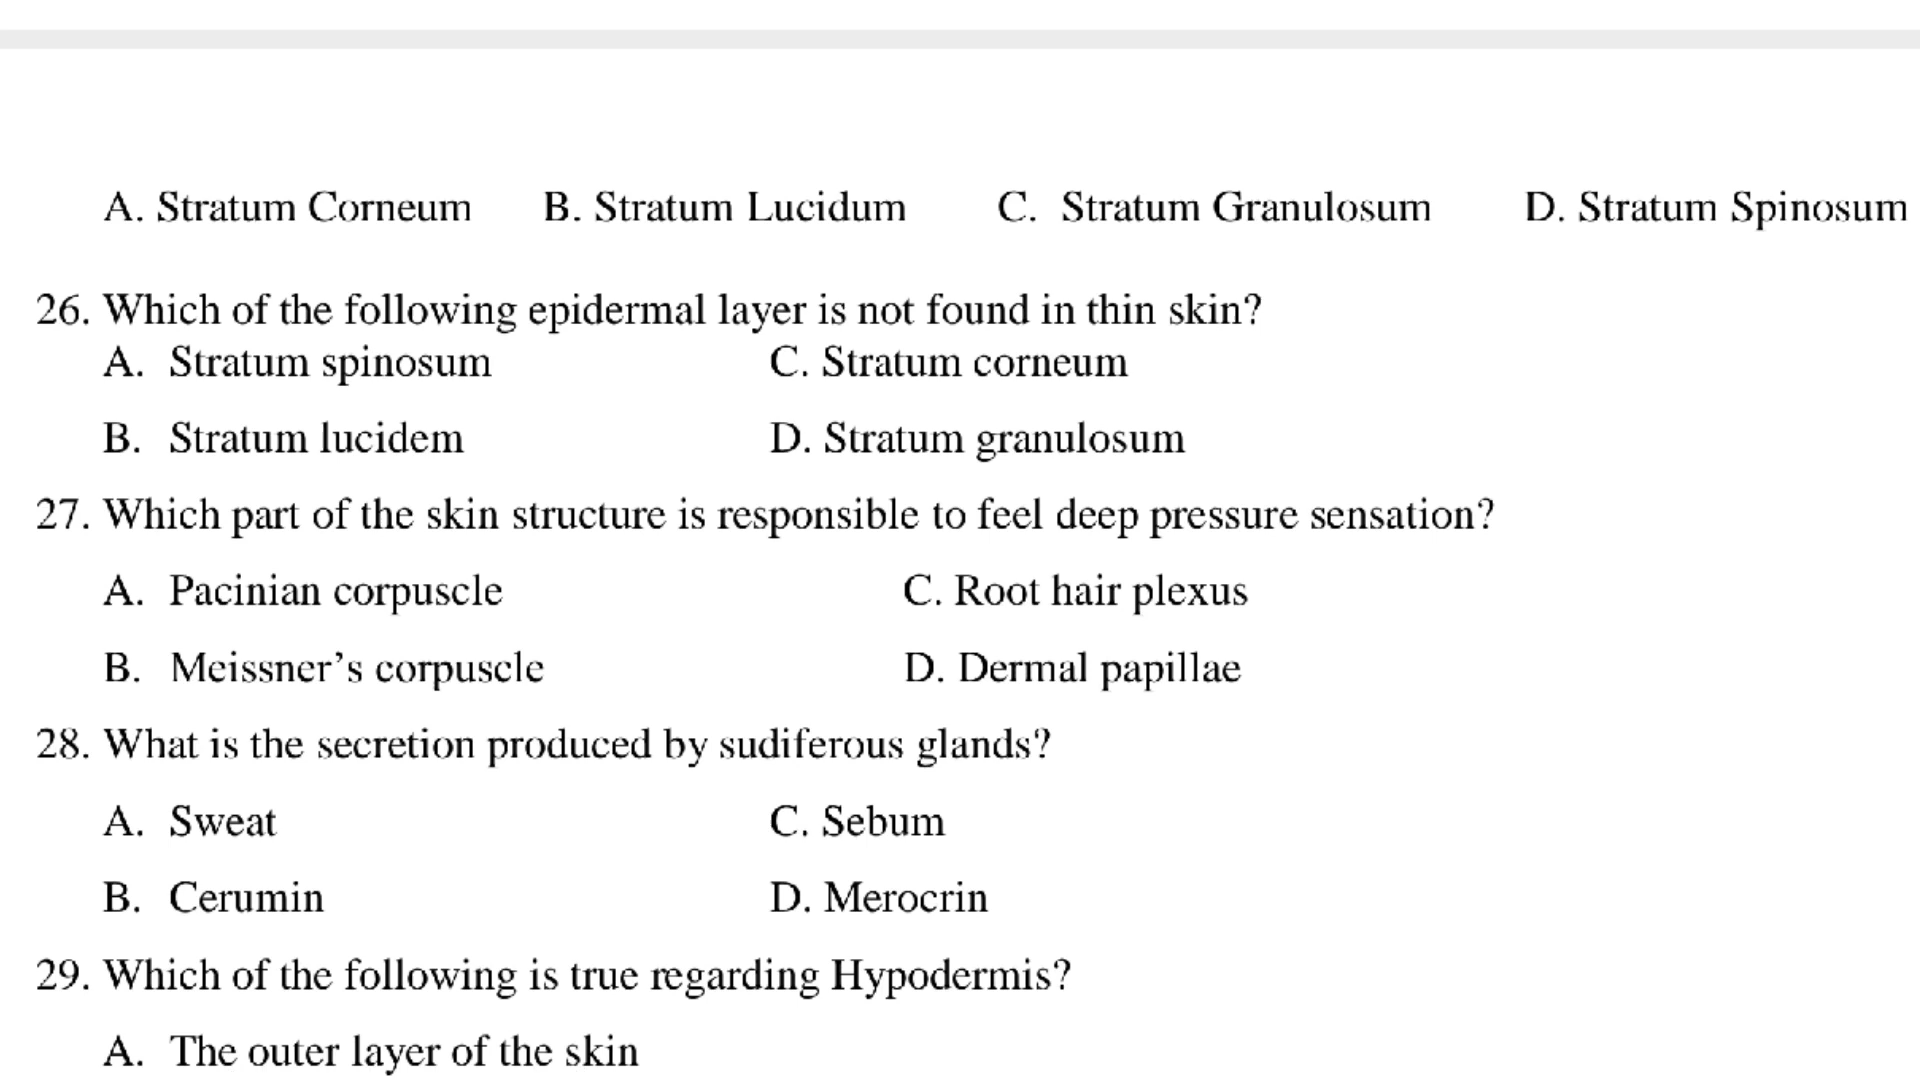 A. Stratum Corneum B. Stratum Lucidum C. Stratum Granulosum D. Stratum Spinosum
26. Which of the following epidermal layer is not found in thin skin?
A. Stratum spinosum C. Stratum corneum
B. Stratum lucidem D. Stratum granulosum
27. Which part of the skin structure is responsible to feel deep pressure sensation?
A. Pacinian corpuscle C. Root hair plexus
B. Meissner’s corpuscle D. Dermal papillae
28. What is the secretion produced by sudiferous glands?
A. Sweat C. Sebum
B. Cerumin D. Merocrin
29. Which of the following is true regarding Hypodermis?
A. The outer layer of the skin